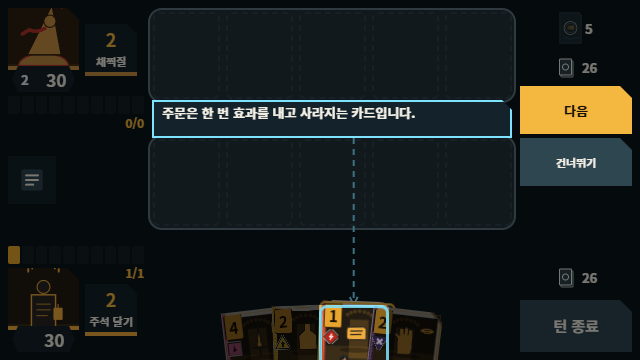 2
채찍질
2
30
0/0
5
26
주문은 한 번 효과를 내고 사라지는 카드입니다.
다음
건너뛰기
1/1
2
주석 달기
30
26
턴 종료
4
2
1
2